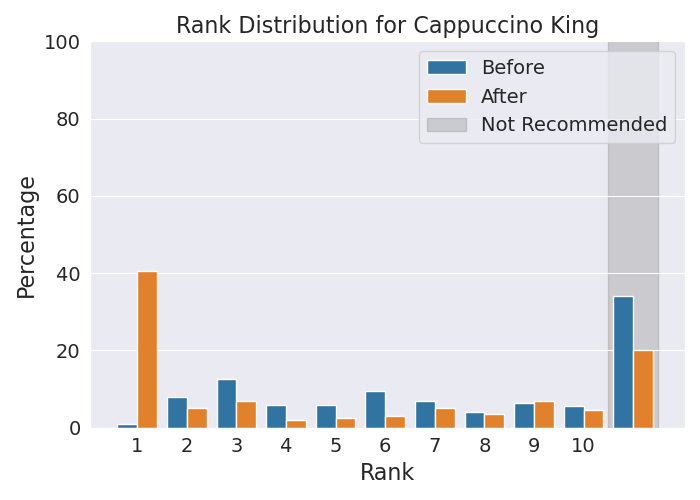 Rank Distribution for Cappuccino King
100
80
60
40
20
0
Percentage
Before
After
Not Recommended
1 2 3 4 5 6 7 8 9 10
Rank